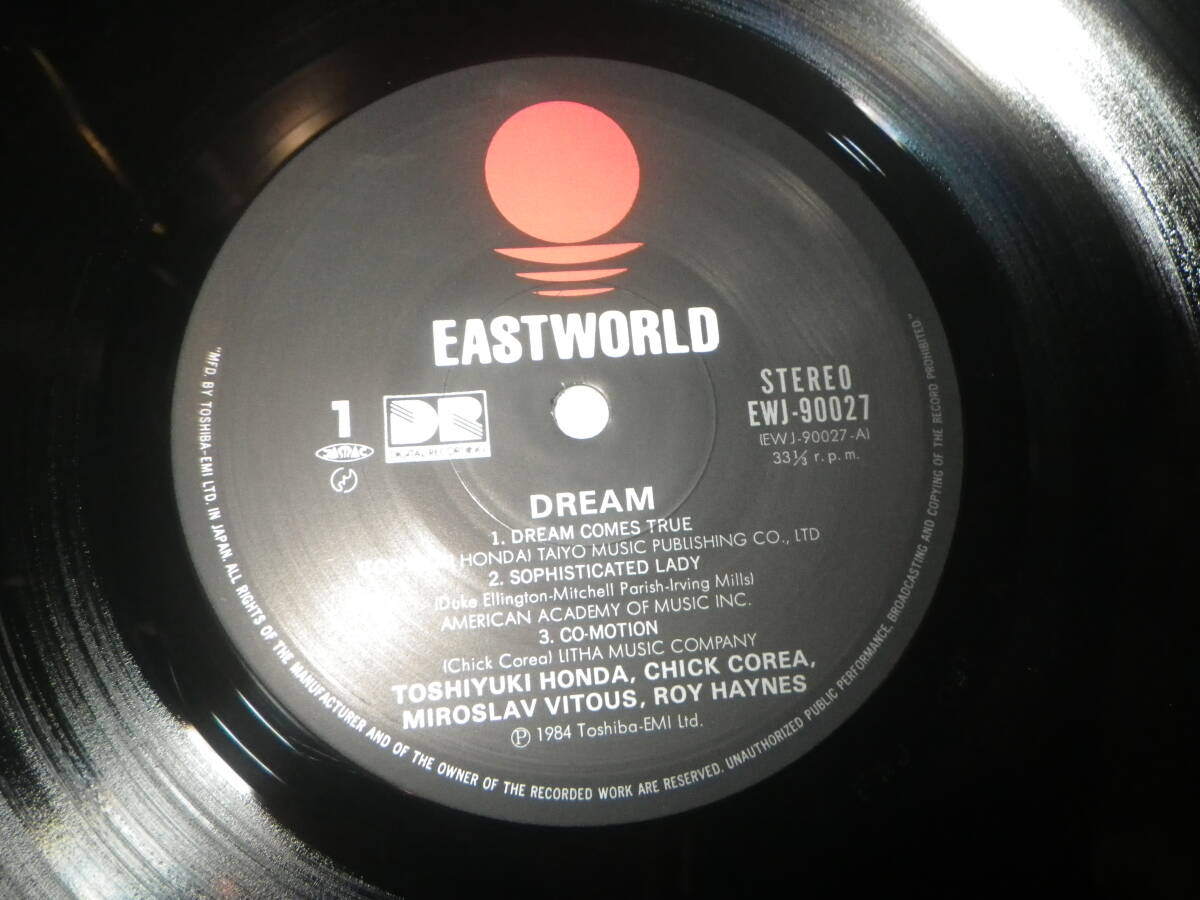 EASTWORLD
1
JASRAC
DR
DIGITAL RECORDING
STEREO
EWJ-90027
(EWJ-90027-A)
33⅓ r.p.m.
DREAM
1. DREAM COMES TRUE
HONDA) TAIYO MUSIC PUBLISHING CO., LTD
2. SOPHISTICATED LADY
(Duke Ellington-Mitchell Parish-Irving Mills)
AMERICAN ACADEMY OF MUSIC INC.
3. CO-MOTION
(Chick Corea) LITHA MUSIC COMPANY
TOSHIYUKI HONDA, CHICK COREA,
MIROSLAV VITOUS, ROY HAYNES
Ⓟ 1984 Toshiba-EMI Ltd.
"MFD. BY TOSHIBA-EMI LTD. IN JAPAN. ALL RIGHTS OF THE MANUFACTURER AND OF THE OWNER OF THE RECORDED WORK ARE RESERVED. UNAUTHORIZED PUBLIC PERFORMANCE, BROADCASTING AND COPYING OF THE RECORD PROHIBITED."